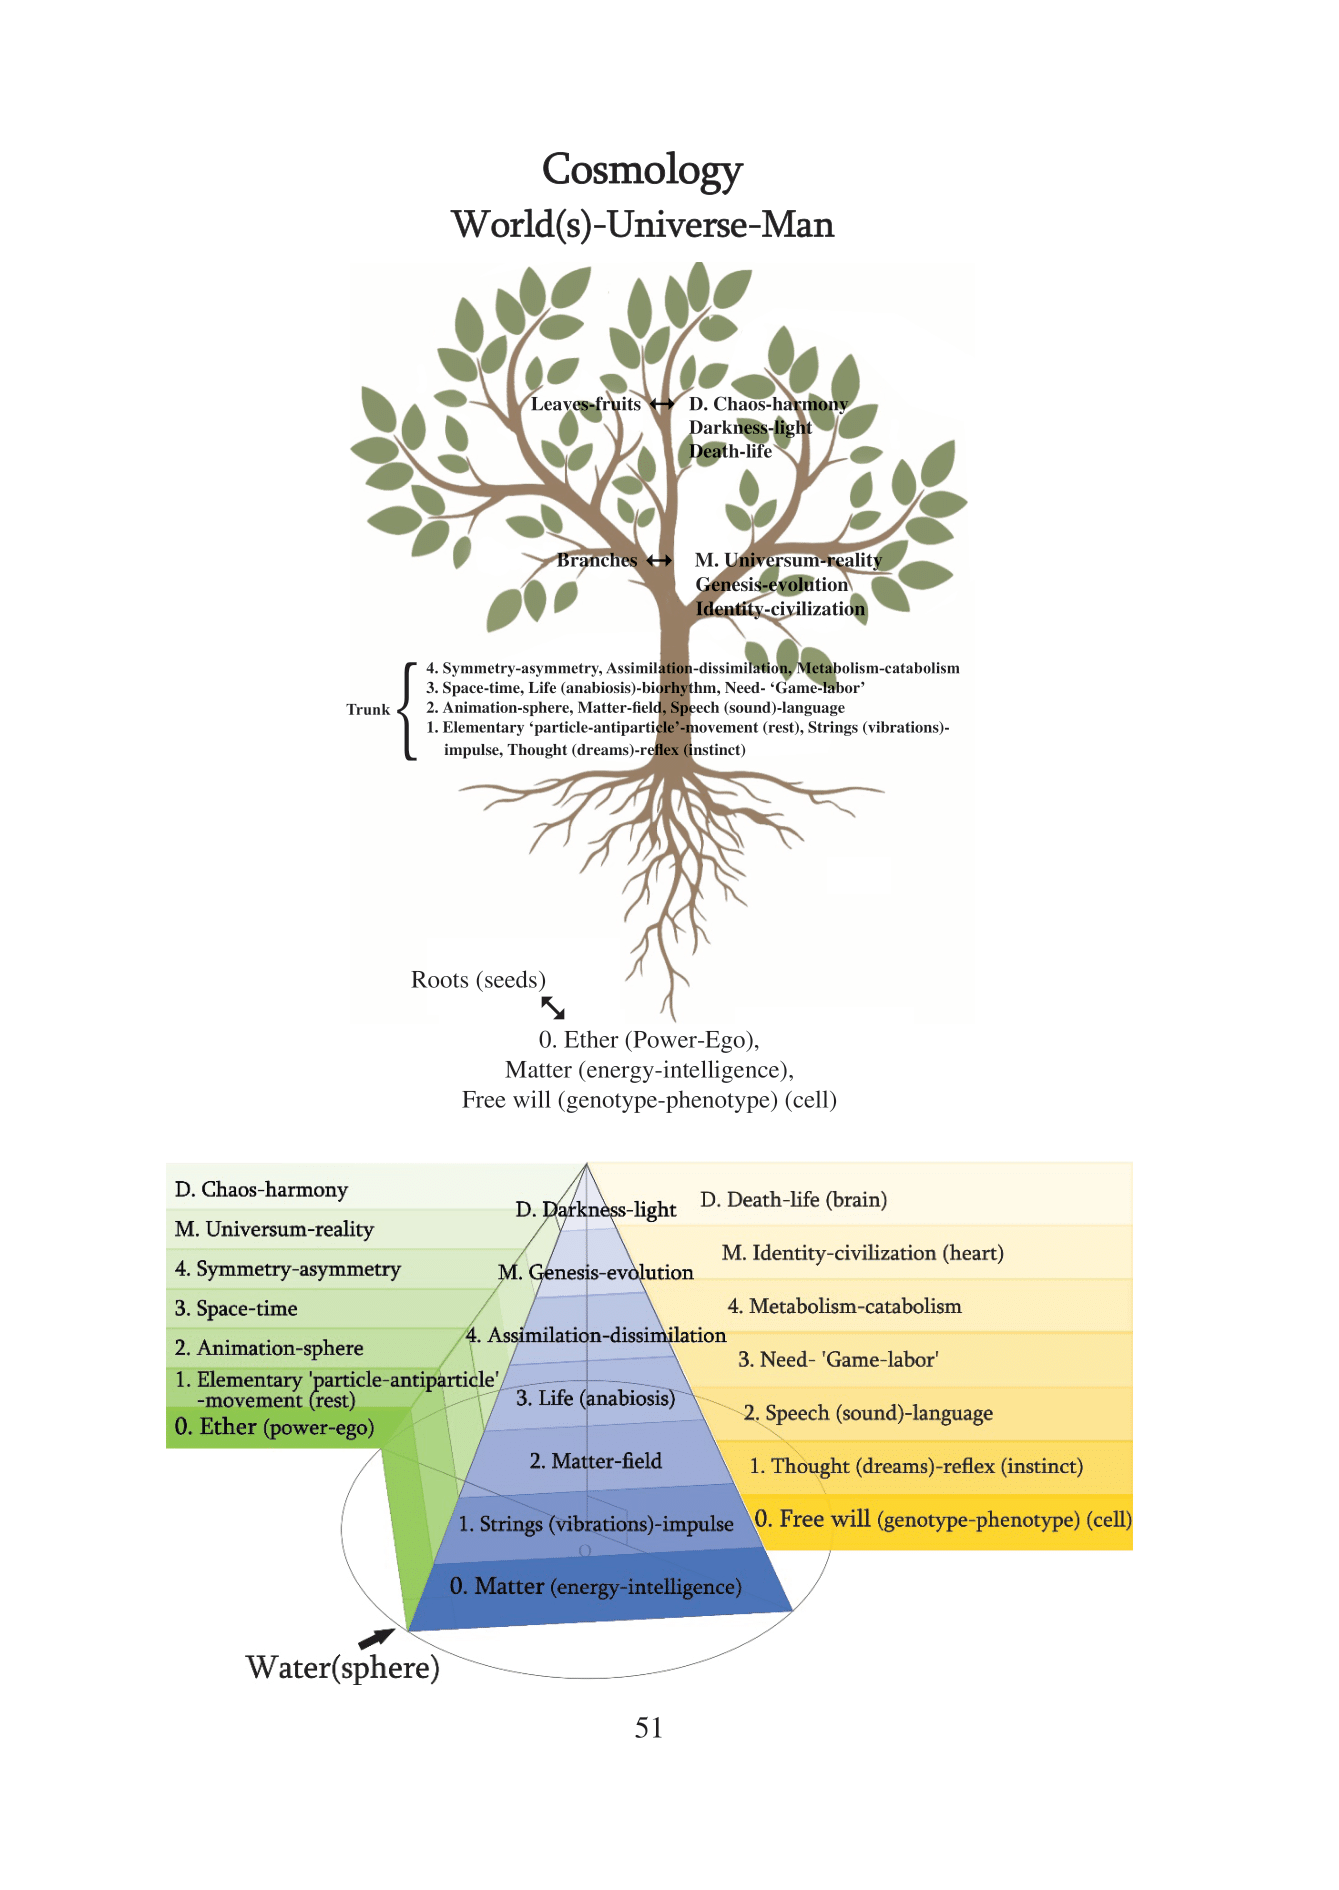 Cosmology
World(s)-Universe-Man
Leaves-fruits ↔ D. Chaos-harmony
Darkness-light
Death-life
Branches ↔ M. Universum-reality
Genesis-evolution
Identity-civilization
Trunk
4. Symmetry-asymmetry, Assimilation-dissimilation, Metabolism-catabolism
3. Space-time, Life (anabiosis)-biorhythm, Need- ‘Game-labor’
2. Animation-sphere, Matter-field, Speech (sound)-language
1. Elementary ‘particle-antiparticle’-movement (rest), Strings (vibrations)-
impulse, Thought (dreams)-reflex (instinct)
Roots (seeds)
0. Ether (Power-Ego),
Matter (energy-intelligence),
Free will (genotype-phenotype) (cell)
D. Chaos-harmony
M. Universum-reality
4. Symmetry-asymmetry
3. Space-time
2. Animation-sphere
1. Elementary 'particle-antiparticle'
-movement (rest)
0. Ether (power-ego)
D. Darkness-light
M. Genesis-evolution
4. Assimilation-dissimilation
3. Life (anabiosis)
2. Matter-field
1. Strings (vibrations)-impulse
O
0. Matter (energy-intelligence)
D. Death-life (brain)
M. Identity-civilization (heart)
4. Metabolism-catabolism
3. Need- 'Game-labor'
2. Speech (sound)-language
1. Thought (dreams)-reflex (instinct)
0. Free will (genotype-phenotype) (cell)
Water(sphere)
51